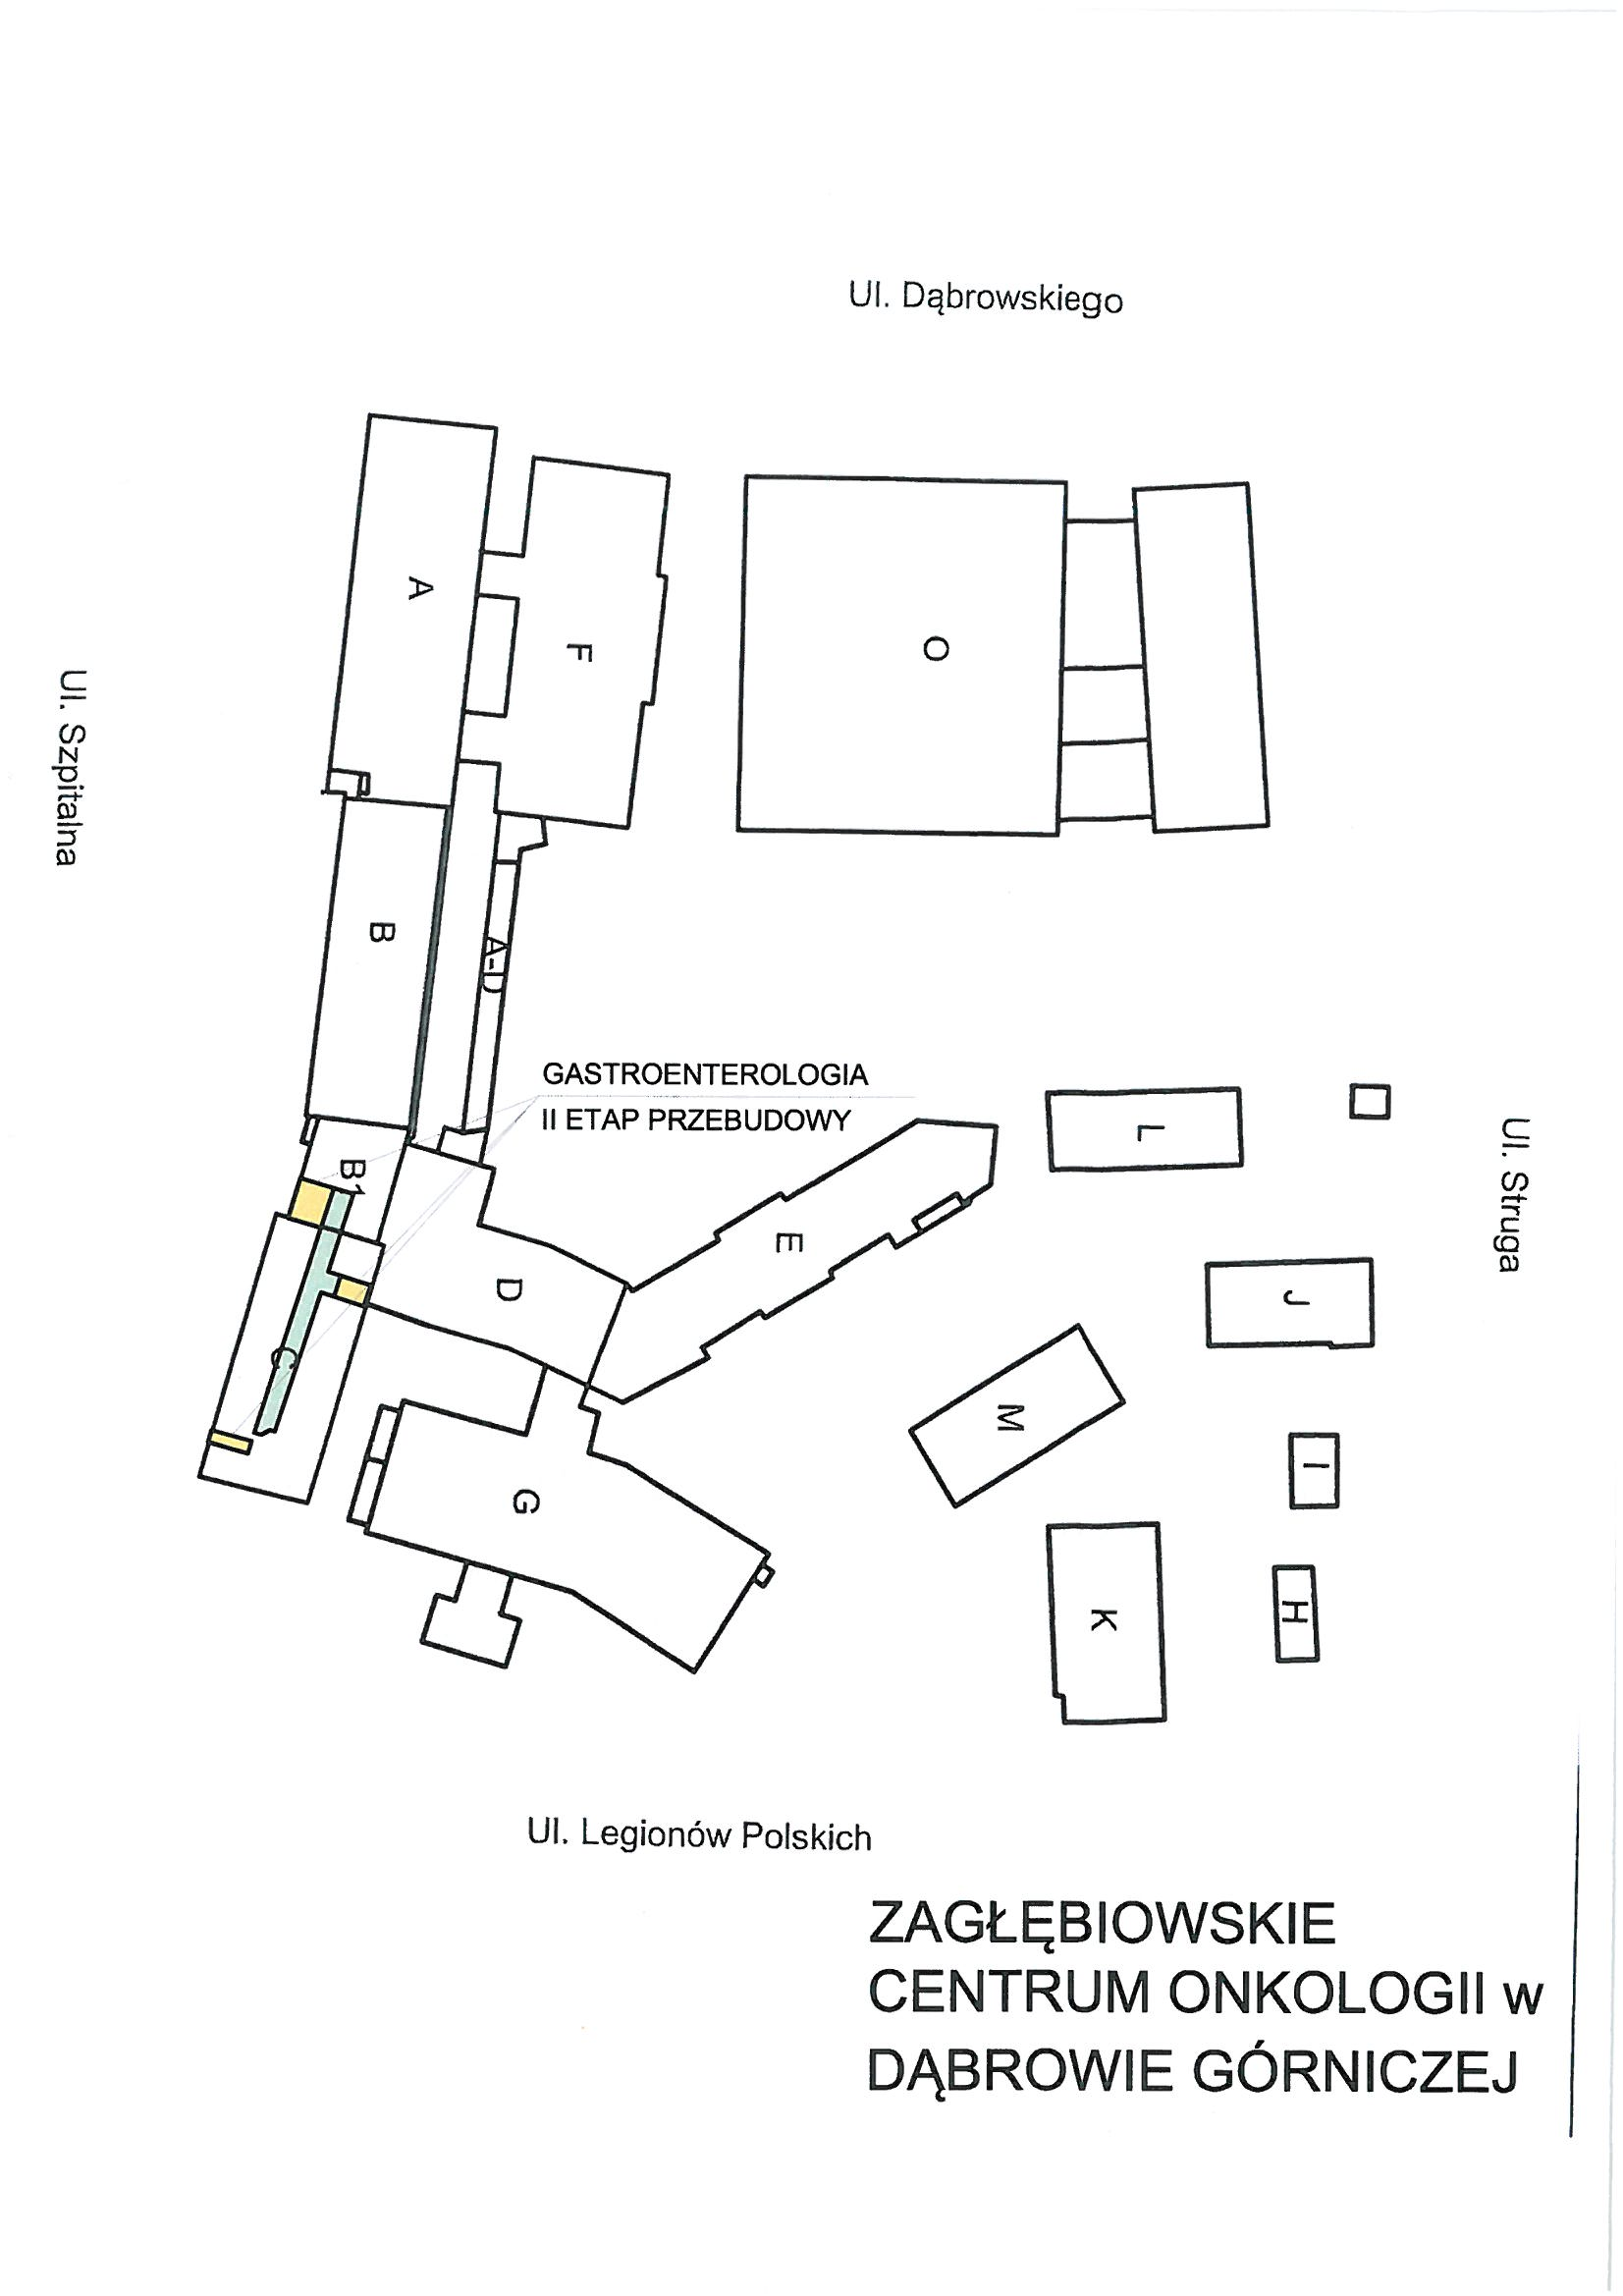 Ul. Dąbrowskiego
A
F
O
Ul. Szpitalna
B
A-D
GASTROENTEROLOGIA
II ETAP PRZEBUDOWY
L
Ul. Struga
B1
E
D
J
C
M
I
G
K
H
Ul. Legionów Polskich
ZAGŁĘBIOWSKIE
CENTRUM ONKOLOGII w
DĄBROWIE GÓRNICZEJ